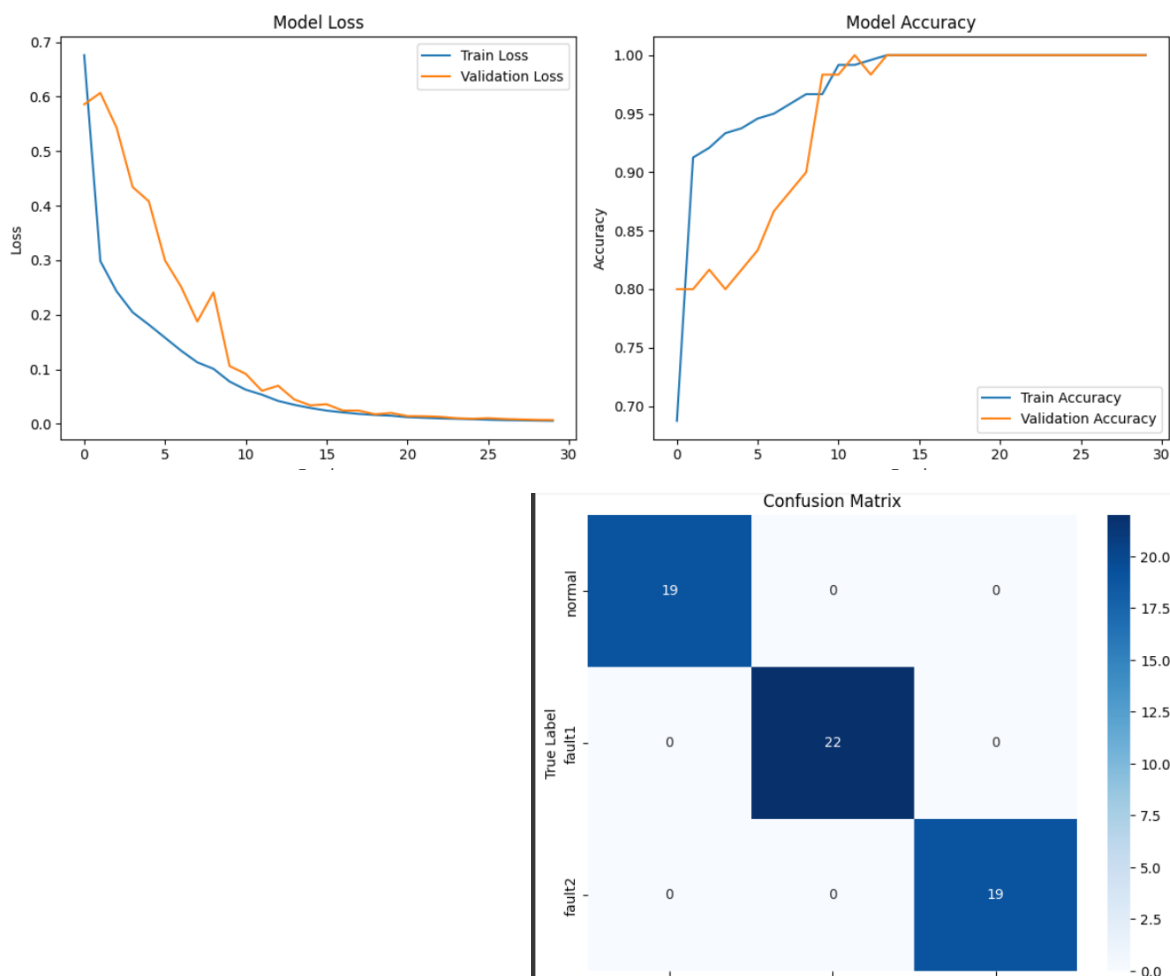 Model Loss
0.7
0.6
0.5
0.4
0.3
0.2
0.1
0.0
Loss
Train Loss
Validation Loss
0 5 10 15 20 25 30
Model Accuracy
1.00
0.95
0.90
0.85
0.80
0.75
0.70
Accuracy
Train Accuracy
Validation Accuracy
0 5 10 15 20 25 30
Confusion Matrix
True Label
normal
19 0 0
fault1
0 22 0
fault2
0 0 19
20.0
17.5
15.0
12.5
10.0
7.5
5.0
2.5
0.0